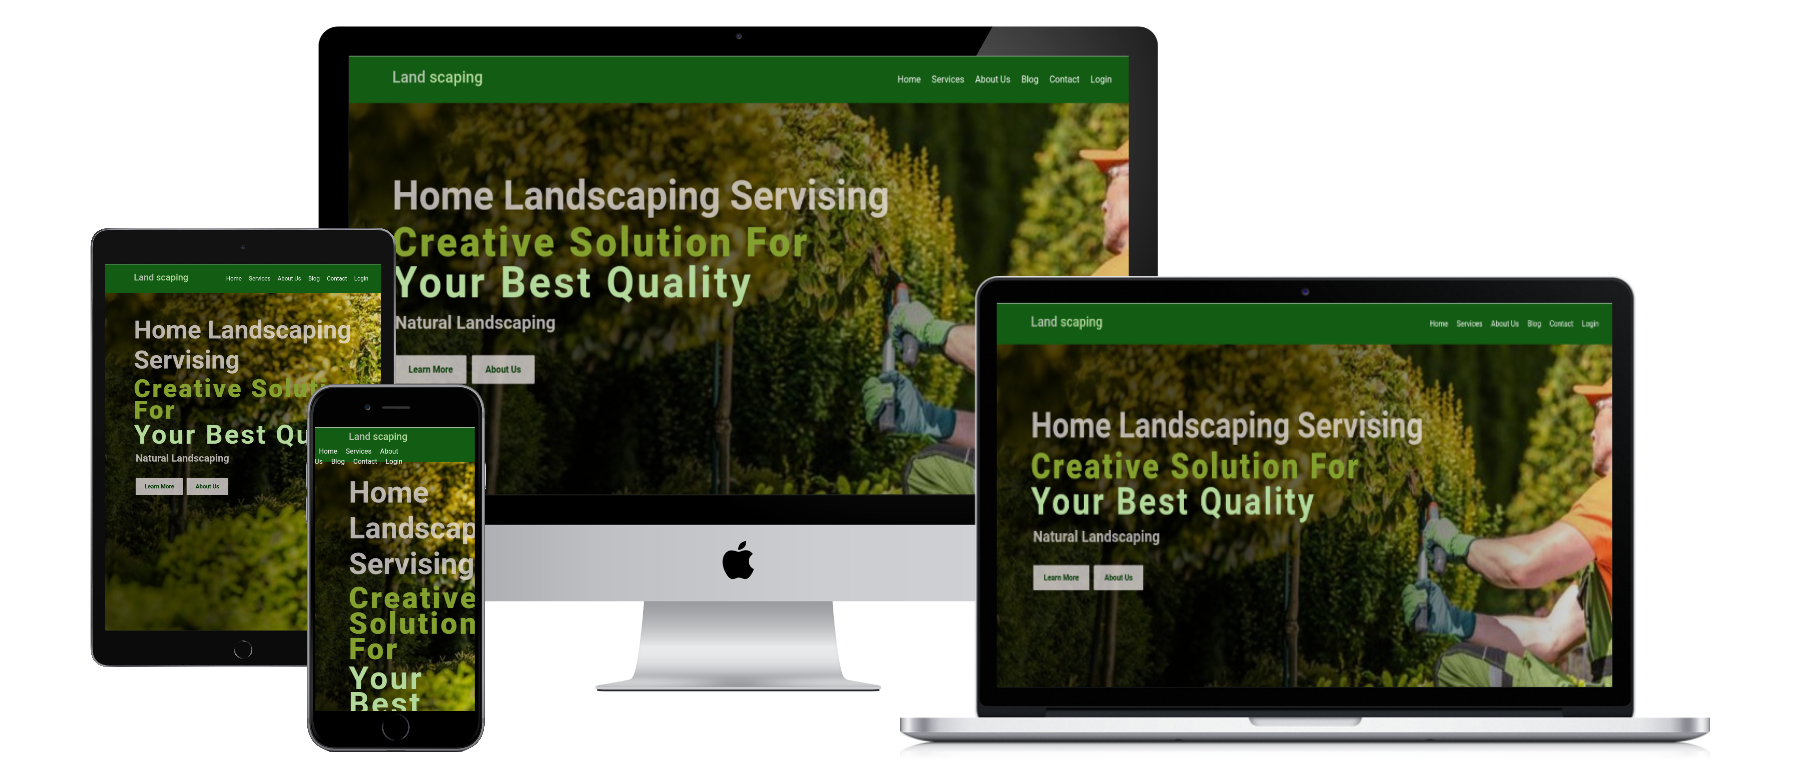 Land scaping
Home Services About Us Blog Contact Login
Home Landscaping Servising
Creative Solution For
Your Best Quality
Natural Landscaping
Learn More About Us
Land scaping
Home Services About Us Blog Contact Login
Home Landscaping
Servising
Creative Solut
For
Your Best Qu
Natural Landscaping
Learn More About Us
Land scaping
Home Services About
Us Blog Contact Login
Home
Landscap
Servising
Creative
Solution
For
Your
Best
Land scaping
Home Services About Us Blog Contact Login
Home Landscaping Servising
Creative Solution For
Your Best Quality
Natural Landscaping
Learn More About Us